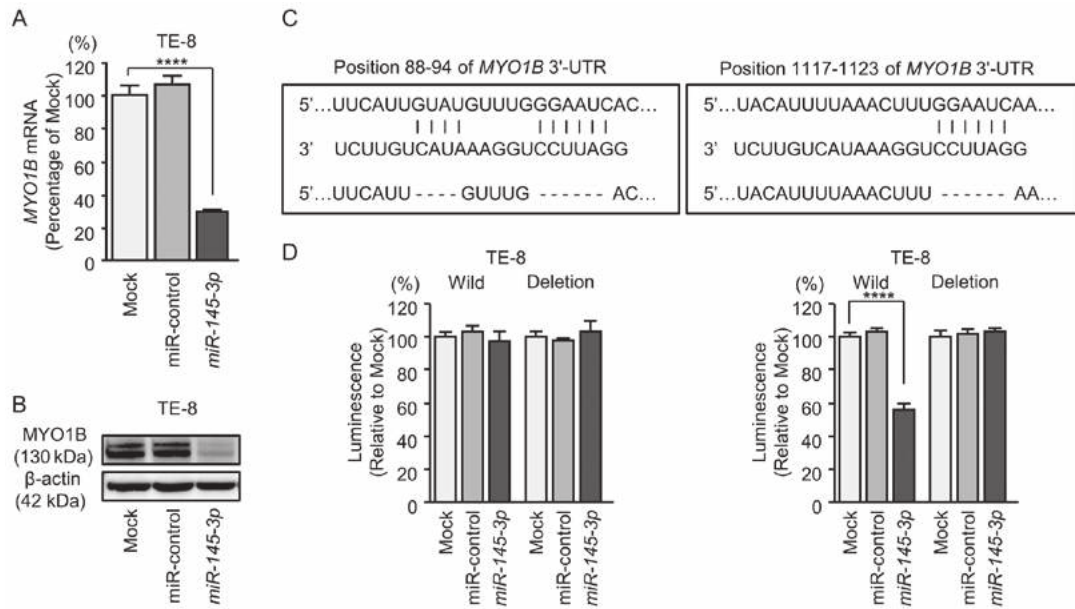 A
TE-8
(%)
****
120
100
80
60
40
20
0
MYO1B mRNA
(Percentage of Mock)
Mock
miR-control
miR-145-3p
B
TE-8
MYO1B
(130 kDa)
β-actin
(42 kDa)
Mock
miR-control
miR-145-3p
C
Position 88-94 of MYO1B 3'-UTR
5'...UUCAUUGUAUGUUUGGGAAUCAC...
3' UCUUGUCAUAAAGGUCCUUAGG
5'...UUCAUU ----GUUUG ------ AC...
Position 1117-1123 of MYO1B 3'-UTR
5'...UACAUUUUAAACUUUGGAAUCAA...
3' UCUUGUCAUAAAGGUCCUUAGG
5'...UACAUUUUAAACUUU ------ AA...
D
TE-8
(%)
Wild
Deletion
120
100
80
60
40
20
0
Luminescence
(Relative to Mock)
Mock
miR-control
miR-145-3p
Mock
miR-control
miR-145-3p
TE-8
(%)
Wild
Deletion
****
120
100
80
60
40
20
0
Luminescence
(Relative to Mock)
Mock
miR-control
miR-145-3p
Mock
miR-control
miR-145-3p